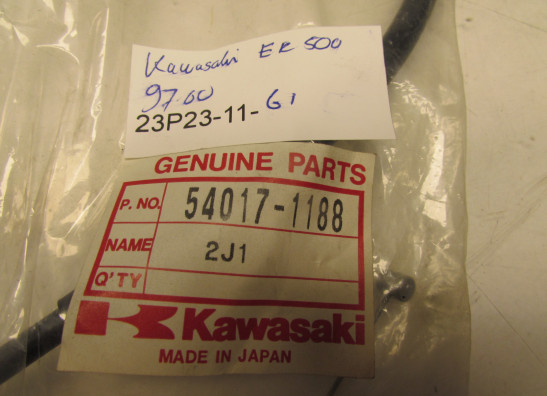 Kawasaki ER 500
97.00
23P23-11- 61
GENUINE PARTS
P. NO. 54017-1188
NAME 2J1
Q'TY
Kawasaki
MADE IN JAPAN